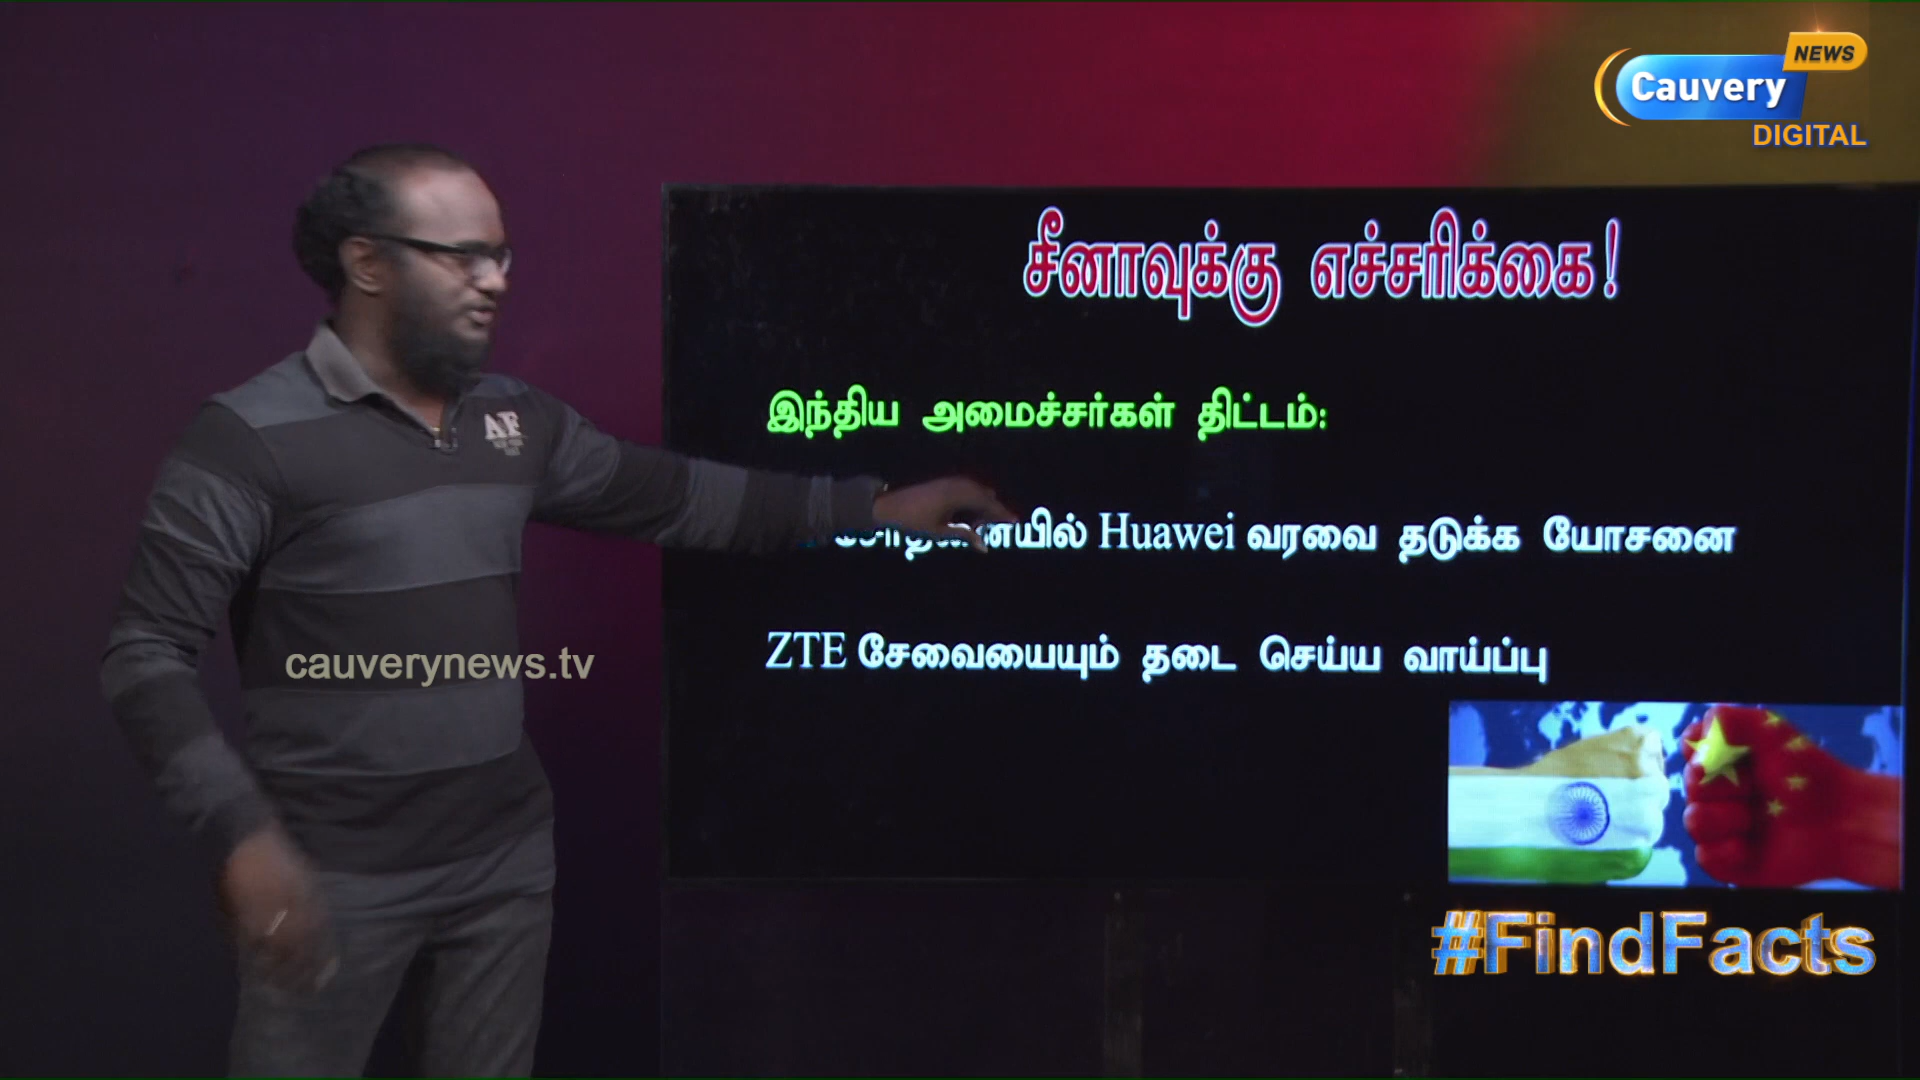 NEWS
Cauvery
DIGITAL
சீனாவுக்கு எச்சரிக்கை!
இந்திய அமைச்சர்கள் திட்டம்:
Huawei வரவை தடுக்க யோசனை
ZTE சேவையையும் தடை செய்ய வாய்ப்பு
AF
cauverynews.tv
#FindFacts